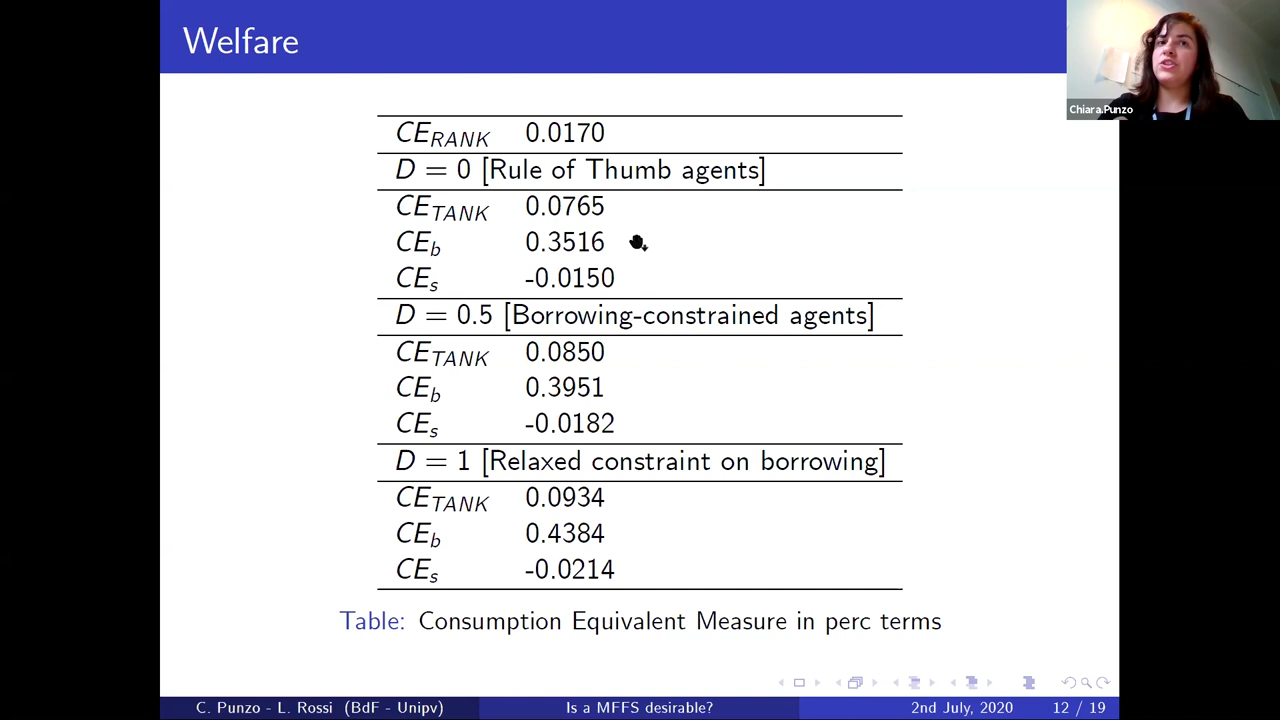 Welfare
Chiara.Punzo
CE_RANK 0.0170
D = 0 [Rule of Thumb agents]
CE_TANK 0.0765
CE_b 0.3516
CE_s -0.0150
D = 0.5 [Borrowing-constrained agents]
CE_TANK 0.0850
CE_b 0.3951
CE_s -0.0182
D = 1 [Relaxed constraint on borrowing]
CE_TANK 0.0934
CE_b 0.4384
CE_s -0.0214
Table: Consumption Equivalent Measure in perc terms
C. Punzo - L. Rossi (BdF - Unipv) Is a MFFS desirable? 2nd July, 2020 12 / 19